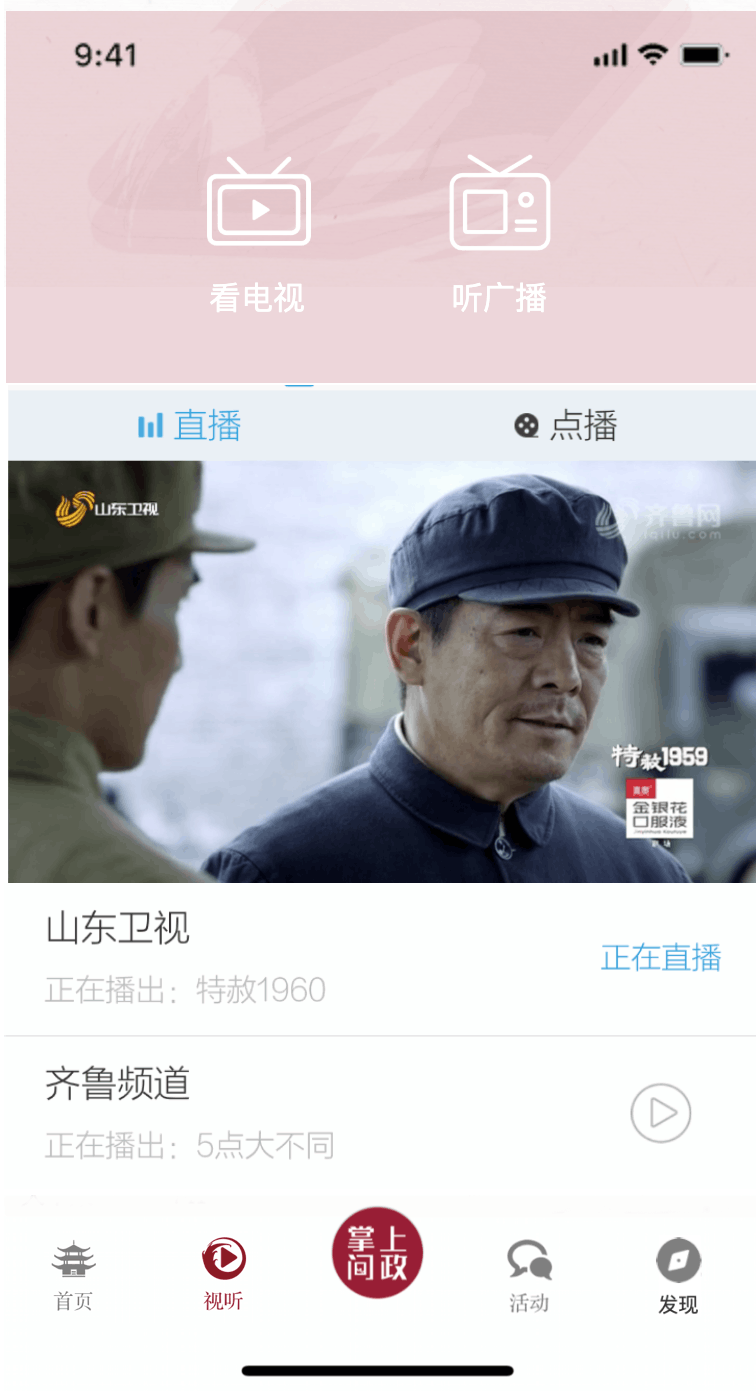 9:41
看电视
听广播
直播
点播
山东卫视
齐鲁网
iqilu.com
特赦1959
金银花
口服液
剧场
山东卫视
正在直播
正在播出：特赦1960
齐鲁频道
正在播出：5点大不同
掌上
问政
首页
视听
活动
发现